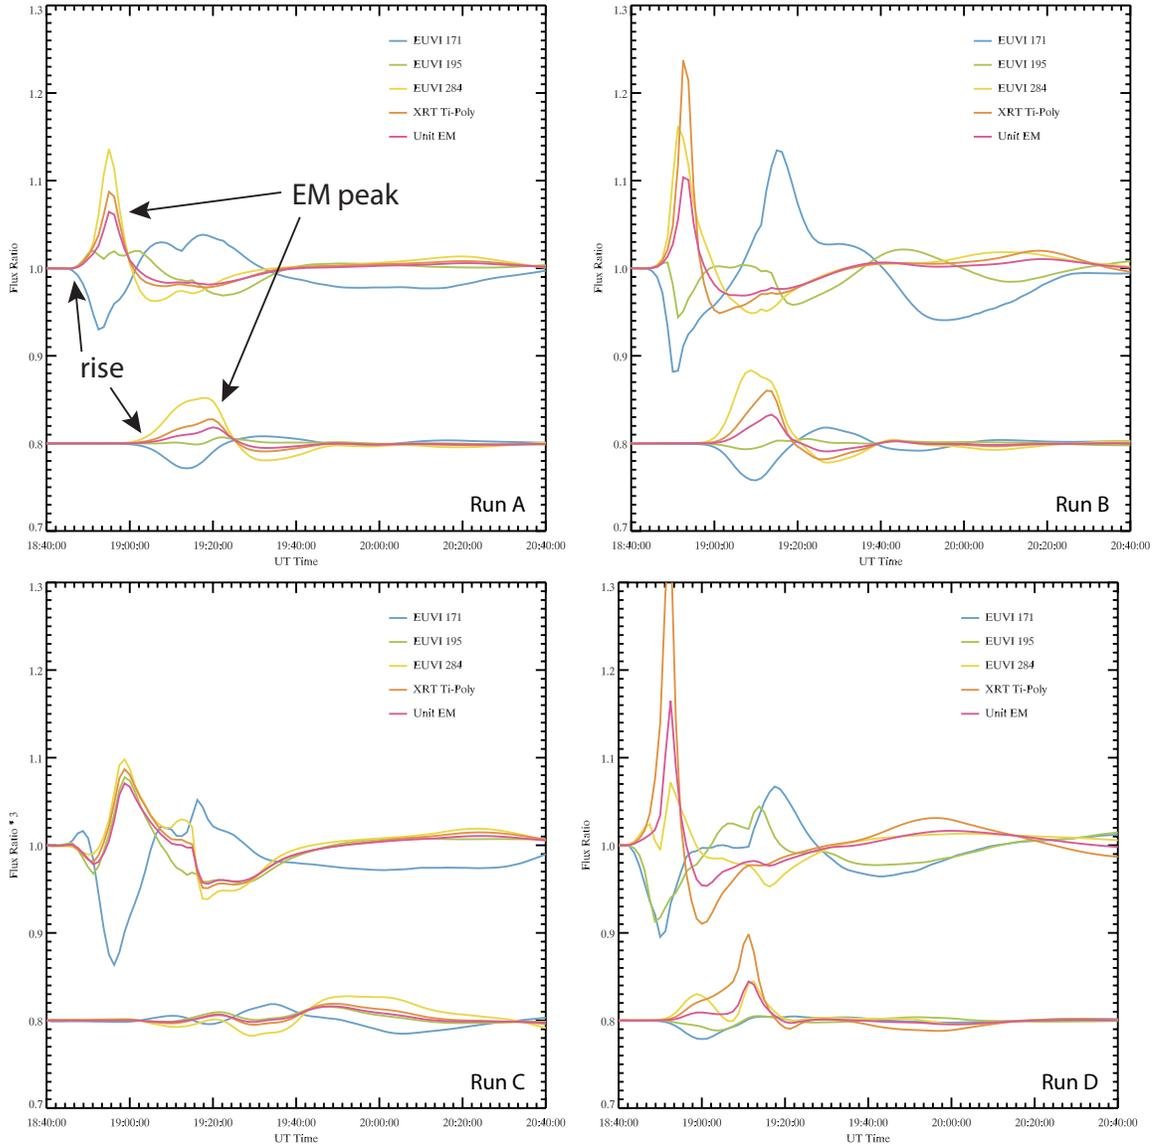 1.3
1.2
1.1
1.0
0.9
0.8
0.7
Flux Ratio
EUVI 171
EUVI 195
EUVI 284
XRT Ti-Poly
Unit EM
EM peak
rise
Run A
18:40:00 19:00:00 19:20:00 19:40:00 20:00:00 20:20:00 20:40:00
UT Time
1.3
1.2
1.1
1.0
0.9
0.8
0.7
Flux Ratio
EUVI 171
EUVI 195
EUVI 284
XRT Ti-Poly
Unit EM
Run B
18:40:00 19:00:00 19:20:00 19:40:00 20:00:00 20:20:00 20:40:00
UT Time
1.3
1.2
1.1
1.0
0.9
0.8
0.7
Flux Ratio * 3
EUVI 171
EUVI 195
EUVI 284
XRT Ti-Poly
Unit EM
Run C
18:40:00 19:00:00 19:20:00 19:40:00 20:00:00 20:20:00 20:40:00
UT Time
1.3
1.2
1.1
1.0
0.9
0.8
0.7
Flux Ratio
EUVI 171
EUVI 195
EUVI 284
XRT Ti-Poly
Unit EM
Run D
18:40:00 19:00:00 19:20:00 19:40:00 20:00:00 20:20:00 20:40:00
UT Time